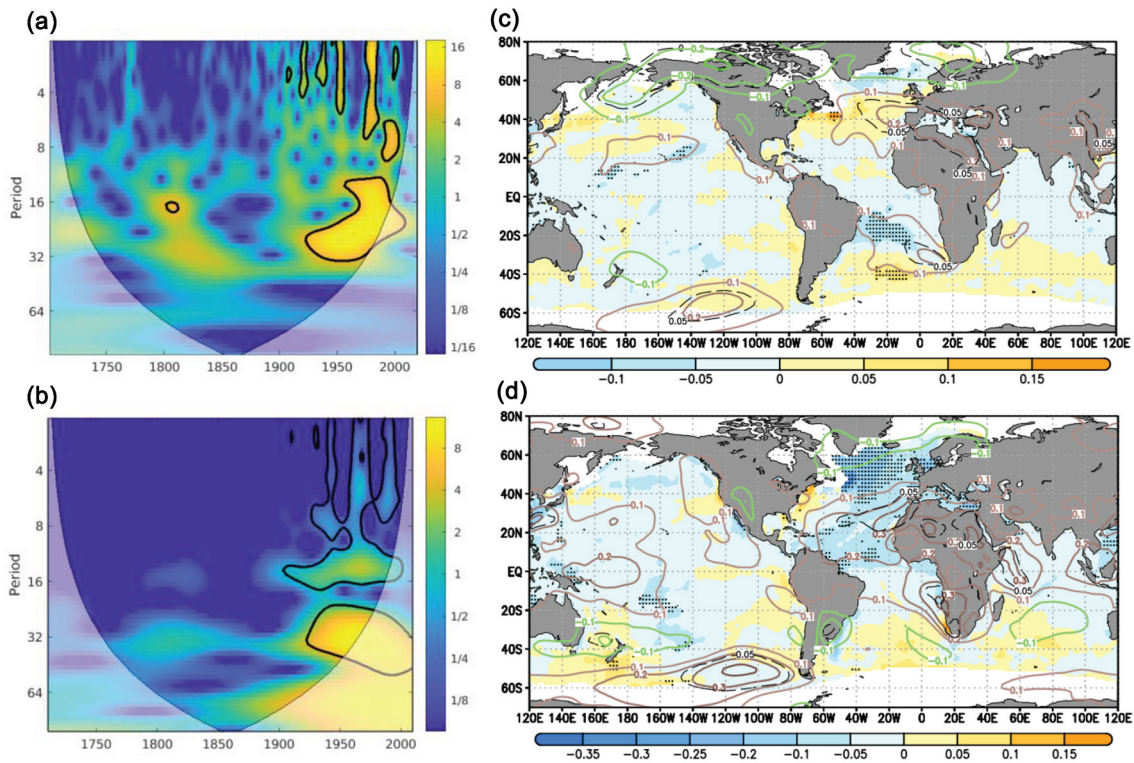 (a)
16
8
4
2
1
1/2
1/4
1/8
1/16
Period
4
8
16
32
64
1750 1800 1850 1900 1950 2000
(b)
8
4
2
1
1/2
1/4
1/8
Period
4
8
16
32
64
1750 1800 1850 1900 1950 2000
(c)
80N
60N
40N
20N
EQ
20S
40S
60S
120E 140E 160E 180 160W 140W 120W 100W 80W 60W 40W 20W 0 20E 40E 60E 80E 100E 120E
−0.1 −0.05 0 0.05 0.1 0.15
(d)
80N
60N
40N
20N
EQ
20S
40S
60S
120E 140E 160E 180 160W 140W 120W 100W 80W 60W 40W 20W 0 20E 40E 60E 80E 100E 120E
−0.35 −0.3 −0.25 −0.2 −0.15 −0.1 −0.05 0 0.05 0.1 0.15